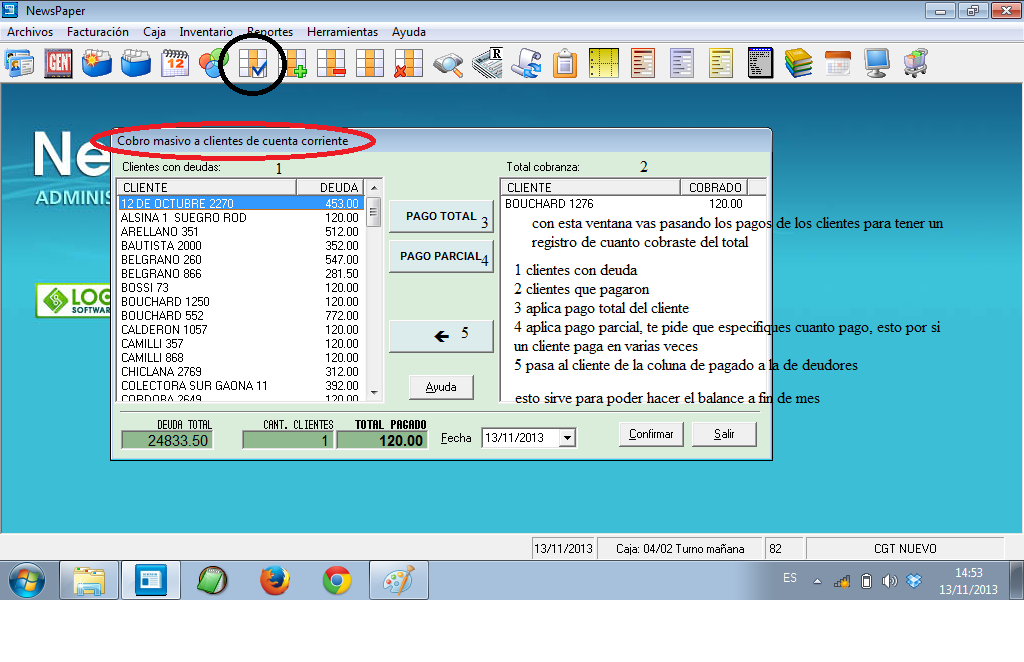 NewsPaper
Archivos Facturación Caja Inventario Reportes Herramientas Ayuda
GEN
12
R
Ne
ADMINIS
LOG
SOFTWAR
Cobro masivo a clientes de cuenta corriente
Clientes con deudas: 1
CLIENTE DEUDA
12 DE OCTUBRE 2270 453.00
ALSINA 1 SUEGRO ROD 120.00
ARELLANO 351 512.00
BAUTISTA 2000 352.00
BELGRANO 260 547.00
BELGRANO 866 281.50
BOSSI 73 120.00
BOUCHARD 1250 120.00
BOUCHARD 552 772.00
CALDERON 1057 120.00
CAMILLI 357 120.00
CAMILLI 868 120.00
CHICLANA 2769 312.00
COLECTORA SUR GAONA 11 392.00
CORDOBA 2649 120.00
PAGO TOTAL 3
PAGO PARCIAL 4
5
Ayuda
Total cobranza: 2
CLIENTE COBRADO
BOUCHARD 1276 120.00
con esta ventana vas pasando los pagos de los clientes para tener un
registro de cuanto cobraste del total
1 clientes con deuda
2 clientes que pagaron
3 aplica pago total del cliente
4 aplica pago parcial, te pide que especifiques cuanto pago, esto por si
un cliente paga en varias veces
5 pasa al cliente de la coluna de pagado a la de deudores
esto sirve para poder hacer el balance a fin de mes
DEUDA TOTAL CANT. CLIENTES TOTAL PAGADO
24833.50 1 120.00
Fecha 13/11/2013 Confirmar Salir
13/11/2013 Caja: 04/02 Turno mañana 82 CGT NUEVO
ES
14:53
13/11/2013